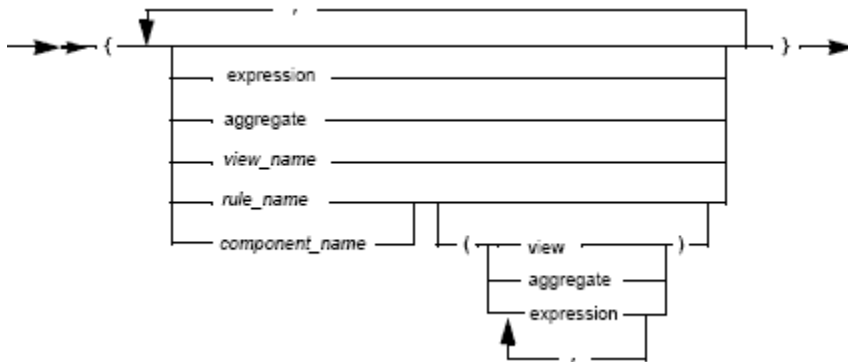 ,
{ }
expression
aggregate
view_name
rule_name
component_name
( view )
aggregate
expression
,